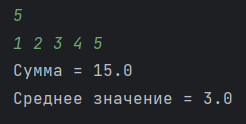 5
1 2 3 4 5
Сумма = 15.0
Среднее значение = 3.0